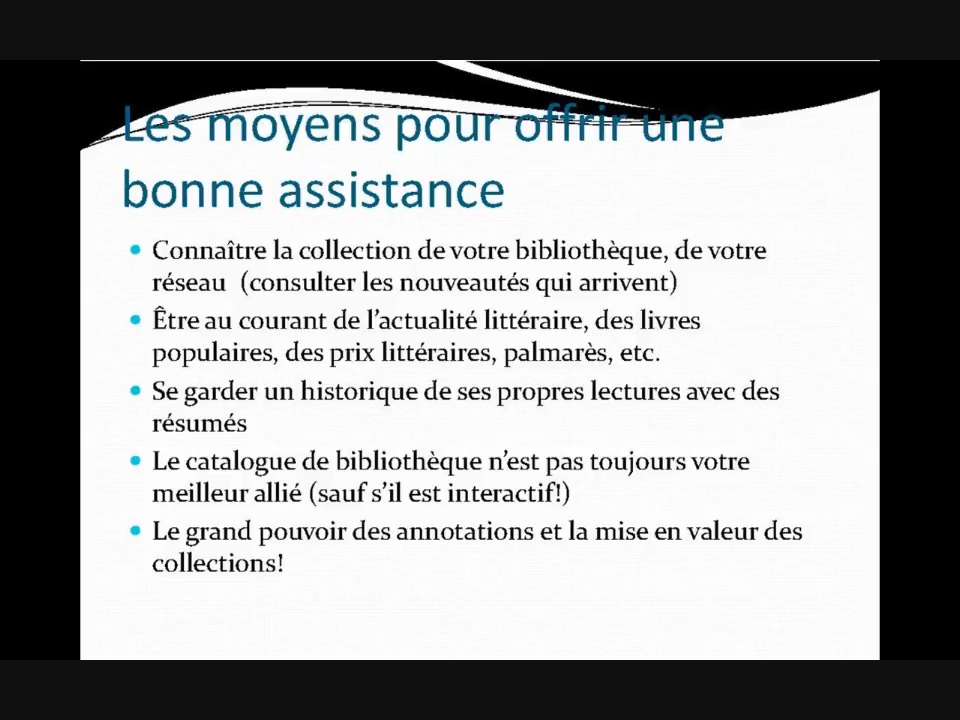 Les moyens pour offrir une
bonne assistance
• Connaître la collection de votre bibliothèque, de votre
réseau (consulter les nouveautés qui arrivent)
• Être au courant de l’actualité littéraire, des livres
populaires, des prix littéraires, palmarès, etc.
• Se garder un historique de ses propres lectures avec des
résumés
• Le catalogue de bibliothèque n’est pas toujours votre
meilleur allié (sauf s’il est interactif!)
• Le grand pouvoir des annotations et la mise en valeur des
collections!